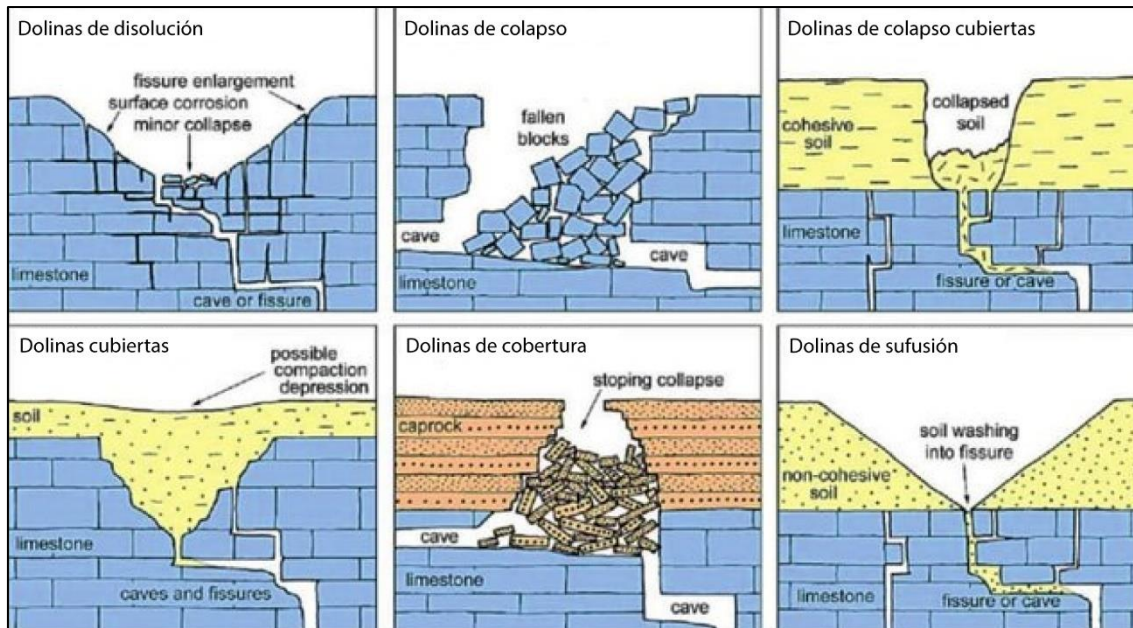 Dolinas de disolución
fissure enlargement
surface corrosion
minor collapse
limestone
cave or fissure
Dolinas de colapso
fallen
blocks
cave
cave
limestone
Dolinas de colapso cubiertas
collapsed
soil
cohesive
soil
limestone
fissure or cave
Dolinas cubiertas
possible
compaction
depression
soil
limestone
caves and fissures
Dolinas de cobertura
stoping collapse
caprock
cave
limestone
cave
Dolinas de sufusión
soil washing
into fissure
non-cohesive
soil
limestone
fissure or cave